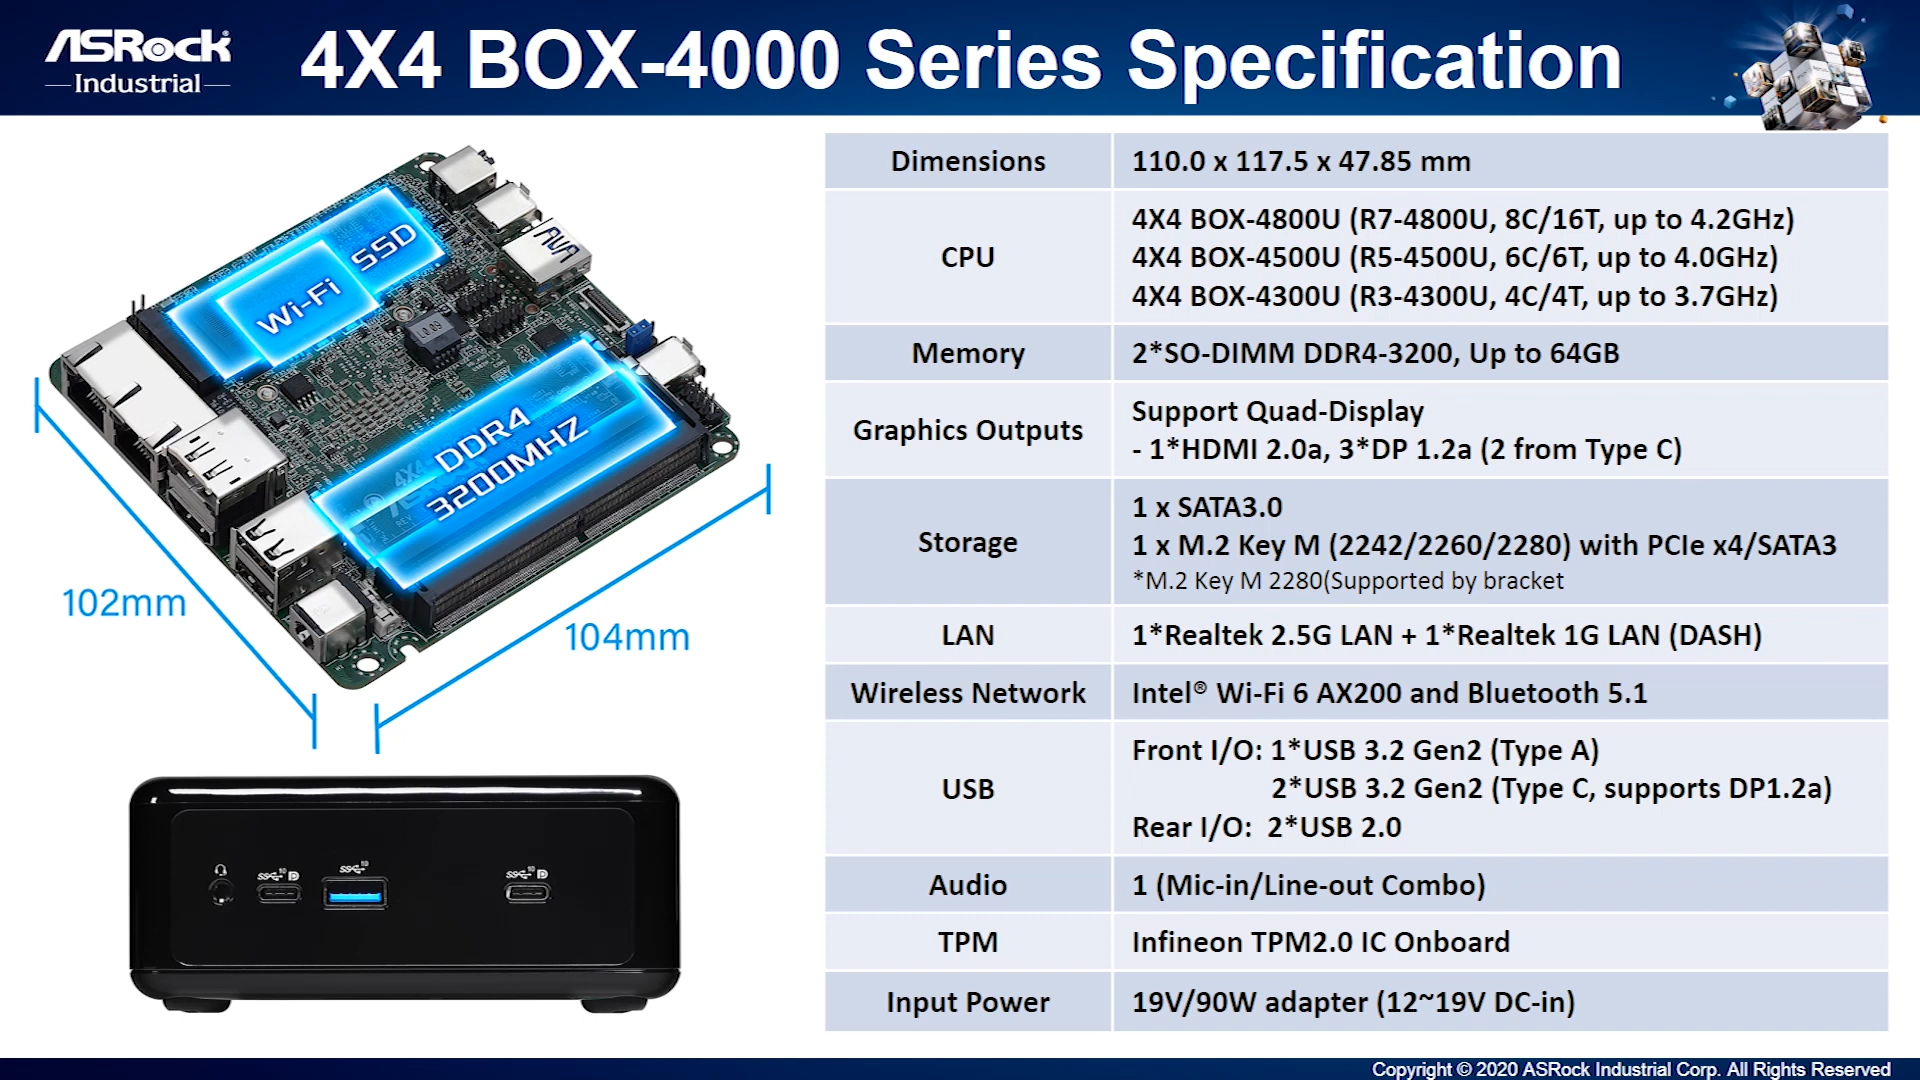 ASRock
Industrial
4X4 BOX-4000 Series Specification
SSD
Wi-Fi
DDR4
3200MHZ
102mm
104mm
Dimensions
110.0 x 117.5 x 47.85 mm
CPU
4X4 BOX-4800U (R7-4800U, 8C/16T, up to 4.2GHz)
4X4 BOX-4500U (R5-4500U, 6C/6T, up to 4.0GHz)
4X4 BOX-4300U (R3-4300U, 4C/4T, up to 3.7GHz)
Memory
2*SO-DIMM DDR4-3200, Up to 64GB
Graphics Outputs
Support Quad-Display
- 1*HDMI 2.0a, 3*DP 1.2a (2 from Type C)
Storage
1 x SATA3.0
1 x M.2 Key M (2242/2260/2280) with PCIe x4/SATA3
*M.2 Key M 2280(Supported by bracket
LAN
1*Realtek 2.5G LAN + 1*Realtek 1G LAN (DASH)
Wireless Network
Intel® Wi-Fi 6 AX200 and Bluetooth 5.1
USB
Front I/O: 1*USB 3.2 Gen2 (Type A)
2*USB 3.2 Gen2 (Type C, supports DP1.2a)
Rear I/O: 2*USB 2.0
Audio
1 (Mic-in/Line-out Combo)
TPM
Infineon TPM2.0 IC Onboard
Input Power
19V/90W adapter (12~19V DC-in)
Copyright © 2020 ASRock Industrial Corp. All Rights Reserved